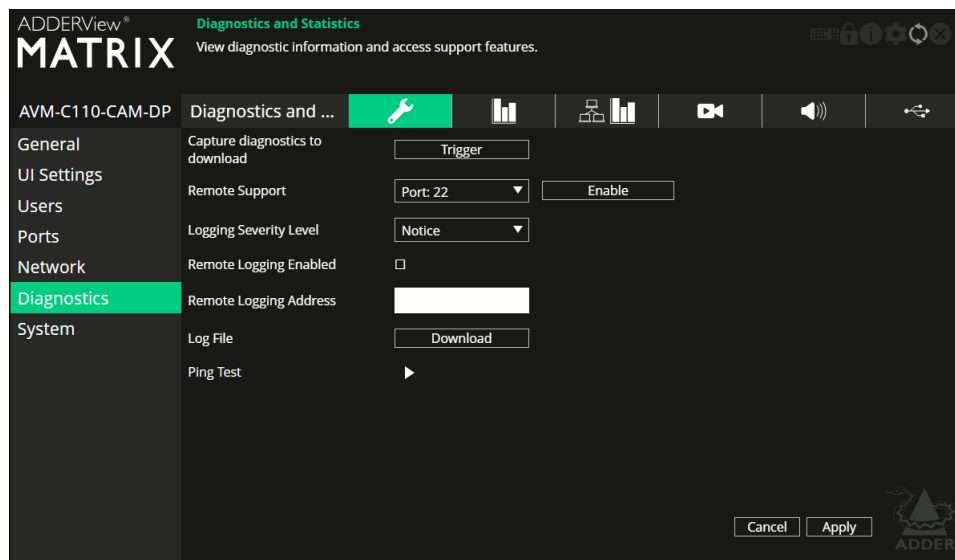 ADDERView®
MATRIX
Diagnostics and Statistics
View diagnostic information and access support features.
AVM-C110-CAM-DP
Diagnostics and ...
General
UI Settings
Users
Ports
Network
Diagnostics
System
Capture diagnostics to
download
Trigger
Remote Support
Port: 22
Enable
Logging Severity Level
Notice
Remote Logging Enabled
Remote Logging Address
Log File
Download
Ping Test
Cancel
Apply
ADDER